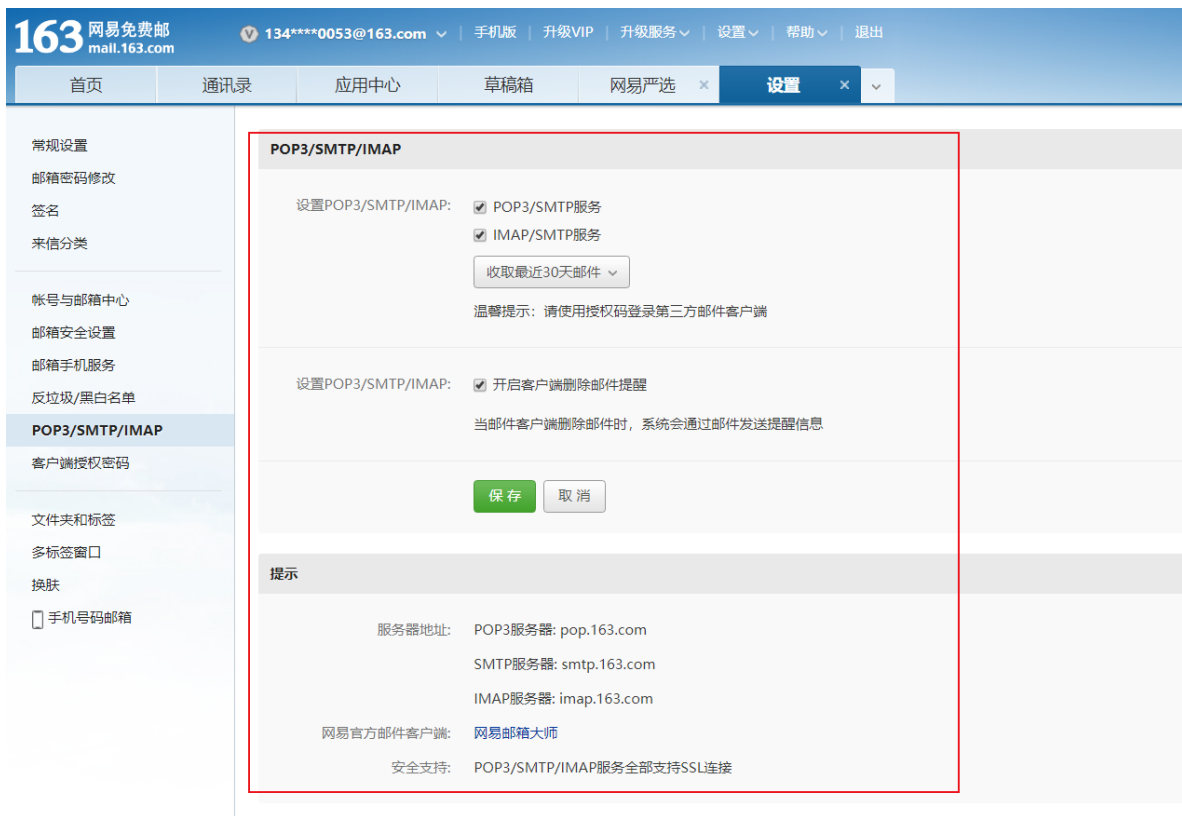 163 网易免费邮
mail.163.com
134****0053@163.com
手机版 升级VIP 升级服务 设置 帮助 退出
首页 通讯录 应用中心 草稿箱 网易严选 × 设置 ×
常规设置
邮箱密码修改
签名
来信分类
帐号与邮箱中心
邮箱安全设置
邮箱手机服务
反垃圾/黑白名单
POP3/SMTP/IMAP
客户端授权密码
文件夹和标签
多标签窗口
换肤
手机号码邮箱
POP3/SMTP/IMAP
设置POP3/SMTP/IMAP: POP3/SMTP服务
IMAP/SMTP服务
收取最近30天邮件
温馨提示：请使用授权码登录第三方邮件客户端
设置POP3/SMTP/IMAP: 开启客户端删除邮件提醒
当邮件客户端删除邮件时，系统会通过邮件发送提醒信息
保存 取消
提示
服务器地址: POP3服务器: pop.163.com
SMTP服务器: smtp.163.com
IMAP服务器: imap.163.com
网易官方邮件客户端: 网易邮箱大师
安全支持: POP3/SMTP/IMAP服务全部支持SSL连接